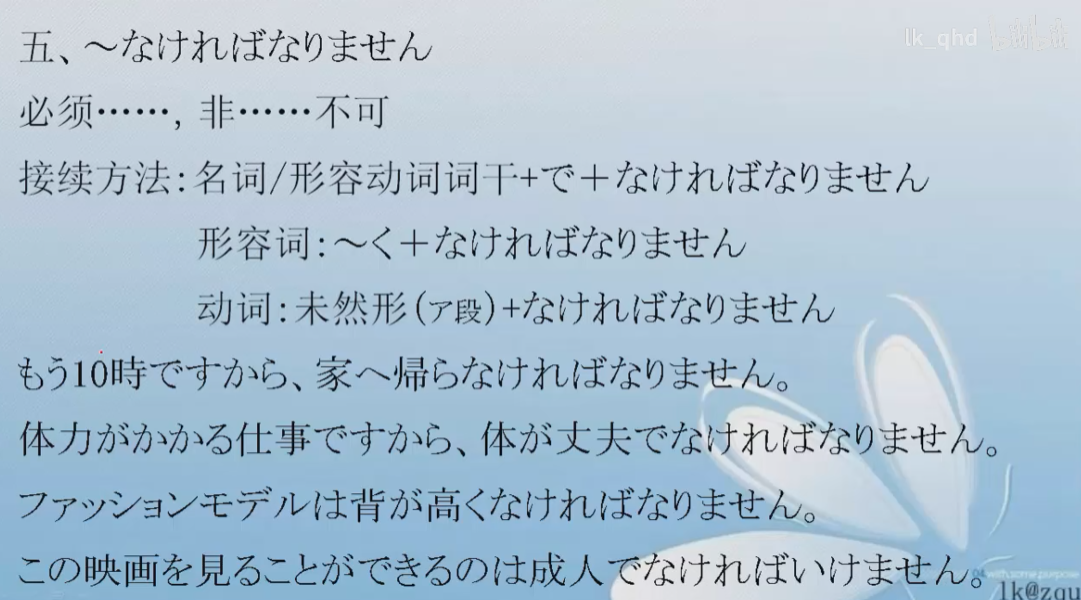 lk_qhd
五、～なければなりません
必须……，非……不可
接续方法：名词/形容动词词干+で＋なければなりません
形容词：～く＋なければなりません
动词：未然形（ア段）+なければなりません
もう10時ですから、家へ帰らなければなりません。
体力がかかる仕事ですから、体が丈夫でなければなりません。
ファッションモデルは背が高くなければなりません。
この映画を見ることができるのは成人でなければいけません。
with some purpose
lk@zqu